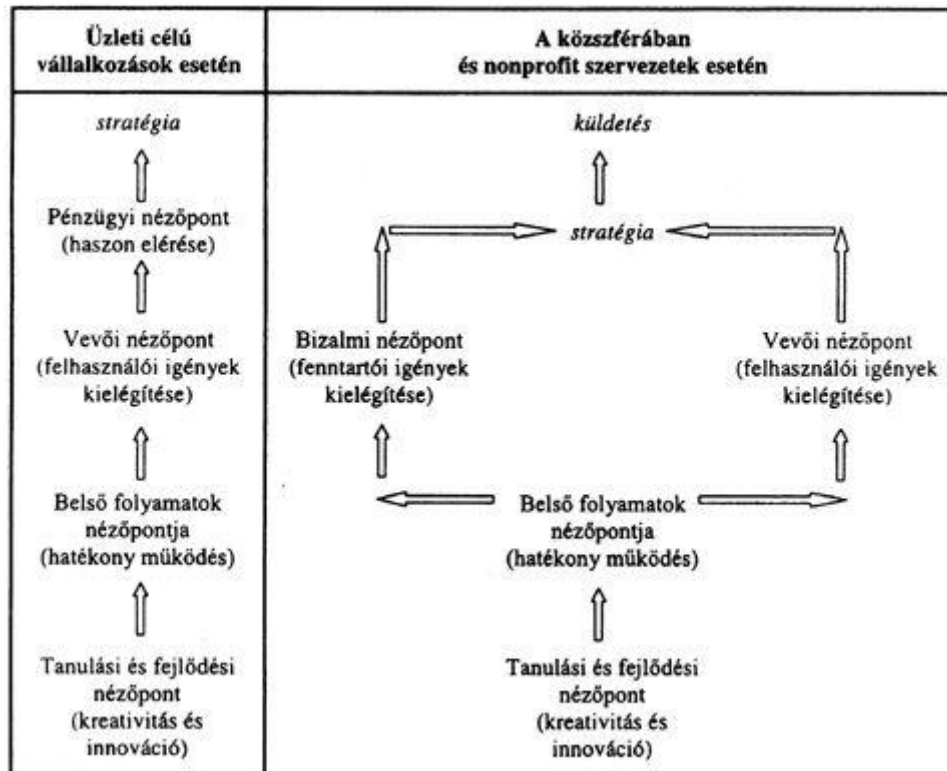 Üzleti célú
vállalkozások esetén
A közszférában
és nonprofit szervezetek esetén
stratégia
Pénzügyi nézőpont
(haszon elérése)
Vevői nézőpont
(felhasználói igények
kielégítése)
Belső folyamatok
nézőpontja
(hatékony működés)
Tanulási és fejlődési
nézőpont
(kreativitás és
innováció)
küldetés
stratégia
Bizalmi nézőpont
(fenntartói igények
kielégítése)
Vevői nézőpont
(felhasználói igények
kielégítése)
Belső folyamatok
nézőpontja
(hatékony működés)
Tanulási és fejlődési
nézőpont
(kreativitás és
innováció)